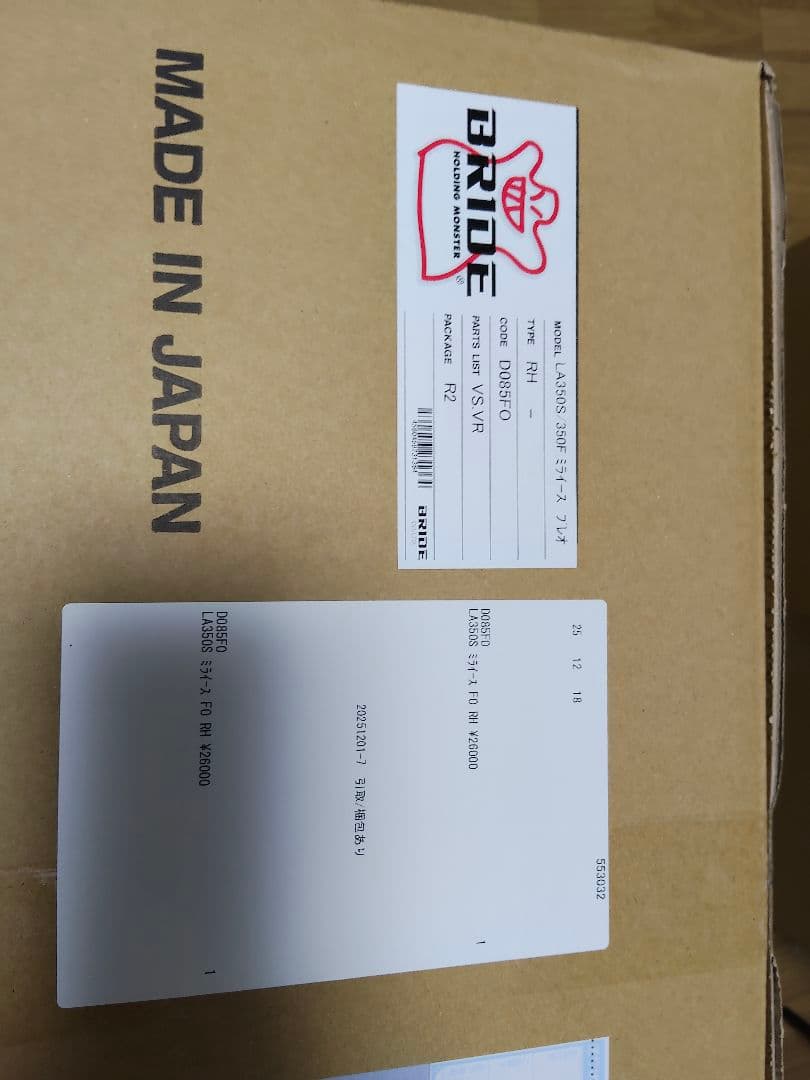 MADE IN JAPAN
BRIDE
HOLDING MONSTER
®
MODEL LA350S/350F ミライース プレオ
TYPE RH -
CODE D085FO
PARTS LIST VS.VR
PACKAGE R2
BRIDE
25 12 18
553032
D085FO
LA350S ミライース FO RH ¥26000
1
20251201-7 引取/梱包あり
D085FO
LA350S ミライース FO RH ¥26000
1